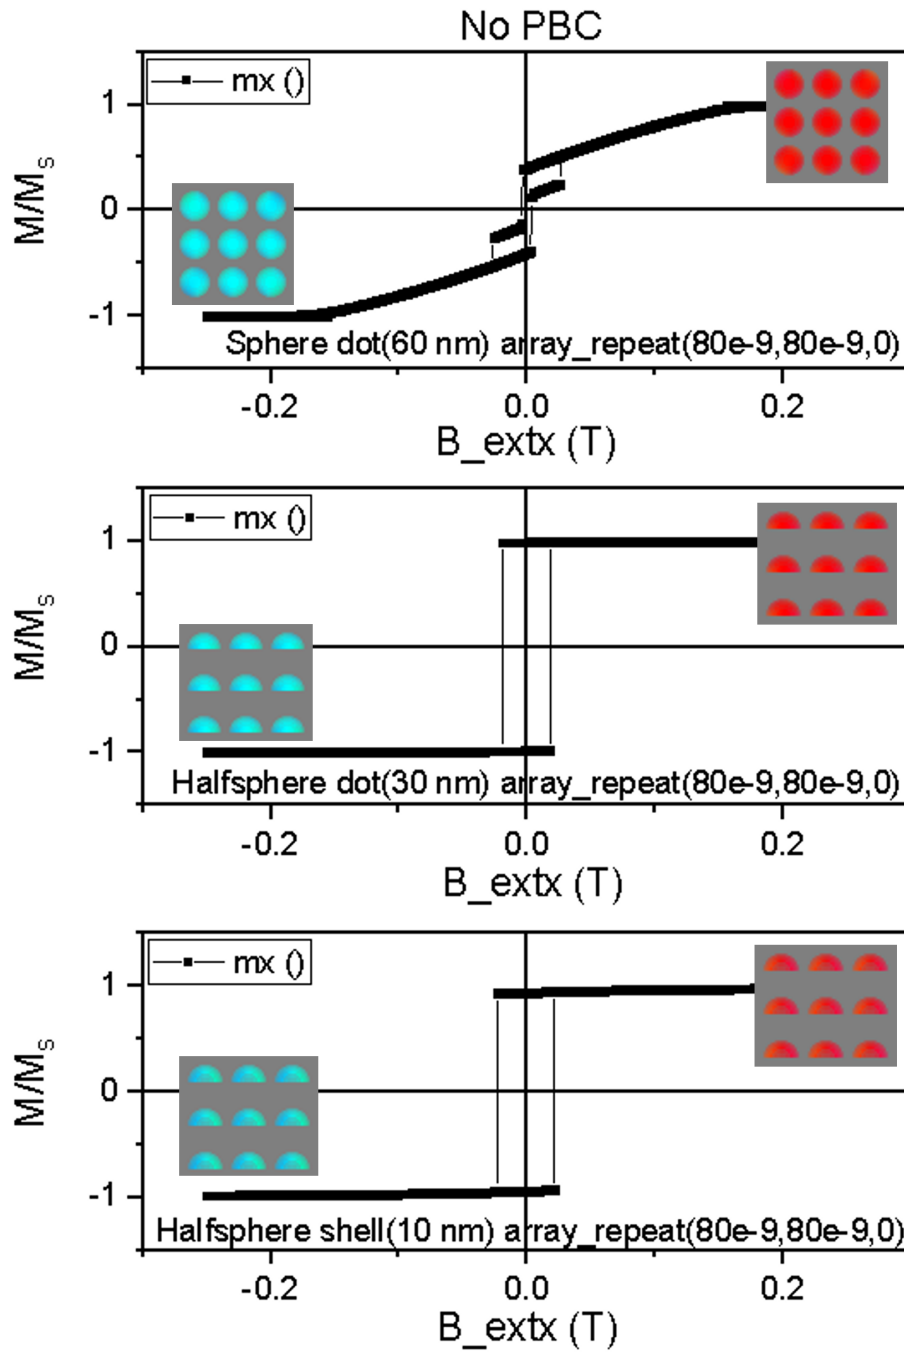 No PBC
mx ()
M/Ms
1
0
-1
Sphere dot(60 nm) array_repeat(80e-9,80e-9,0)
-0.2 0.0 0.2
B_extx (T)
mx ()
M/Ms
1
0
-1
Halfsphere dot(30 nm) array_repeat(80e-9,80e-9,0)
-0.2 0.0 0.2
B_extx (T)
mx ()
M/Ms
1
0
-1
Halfsphere shell(10 nm) array_repeat(80e-9,80e-9,0)
-0.2 0.0 0.2
B_extx (T)